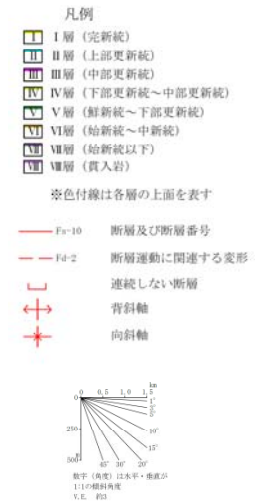 凡例
I I層 (完新統)
II II層 (上部更新統)
III III層 (中部更新統)
IV IV層 (下部更新統～中部更新統)
V V層 (鮮新統～下部更新統)
VI VI層 (始新統～中新統)
VII VII層 (始新統以下)
VIII VIII層 (貫入岩)
※色付線は各層の上面を表す
Fs-10 断層及び断層番号
Fd-2 断層運動に関連する変形
連続しない断層
背斜軸
向斜軸
km
0 0.5 1.0 1.5
0
1°
2°
5°
10°
15°
250
m
500
45° 30° 20°
数字 (角度) は水平・垂直が
1/1の傾斜角度
V.E. 約3